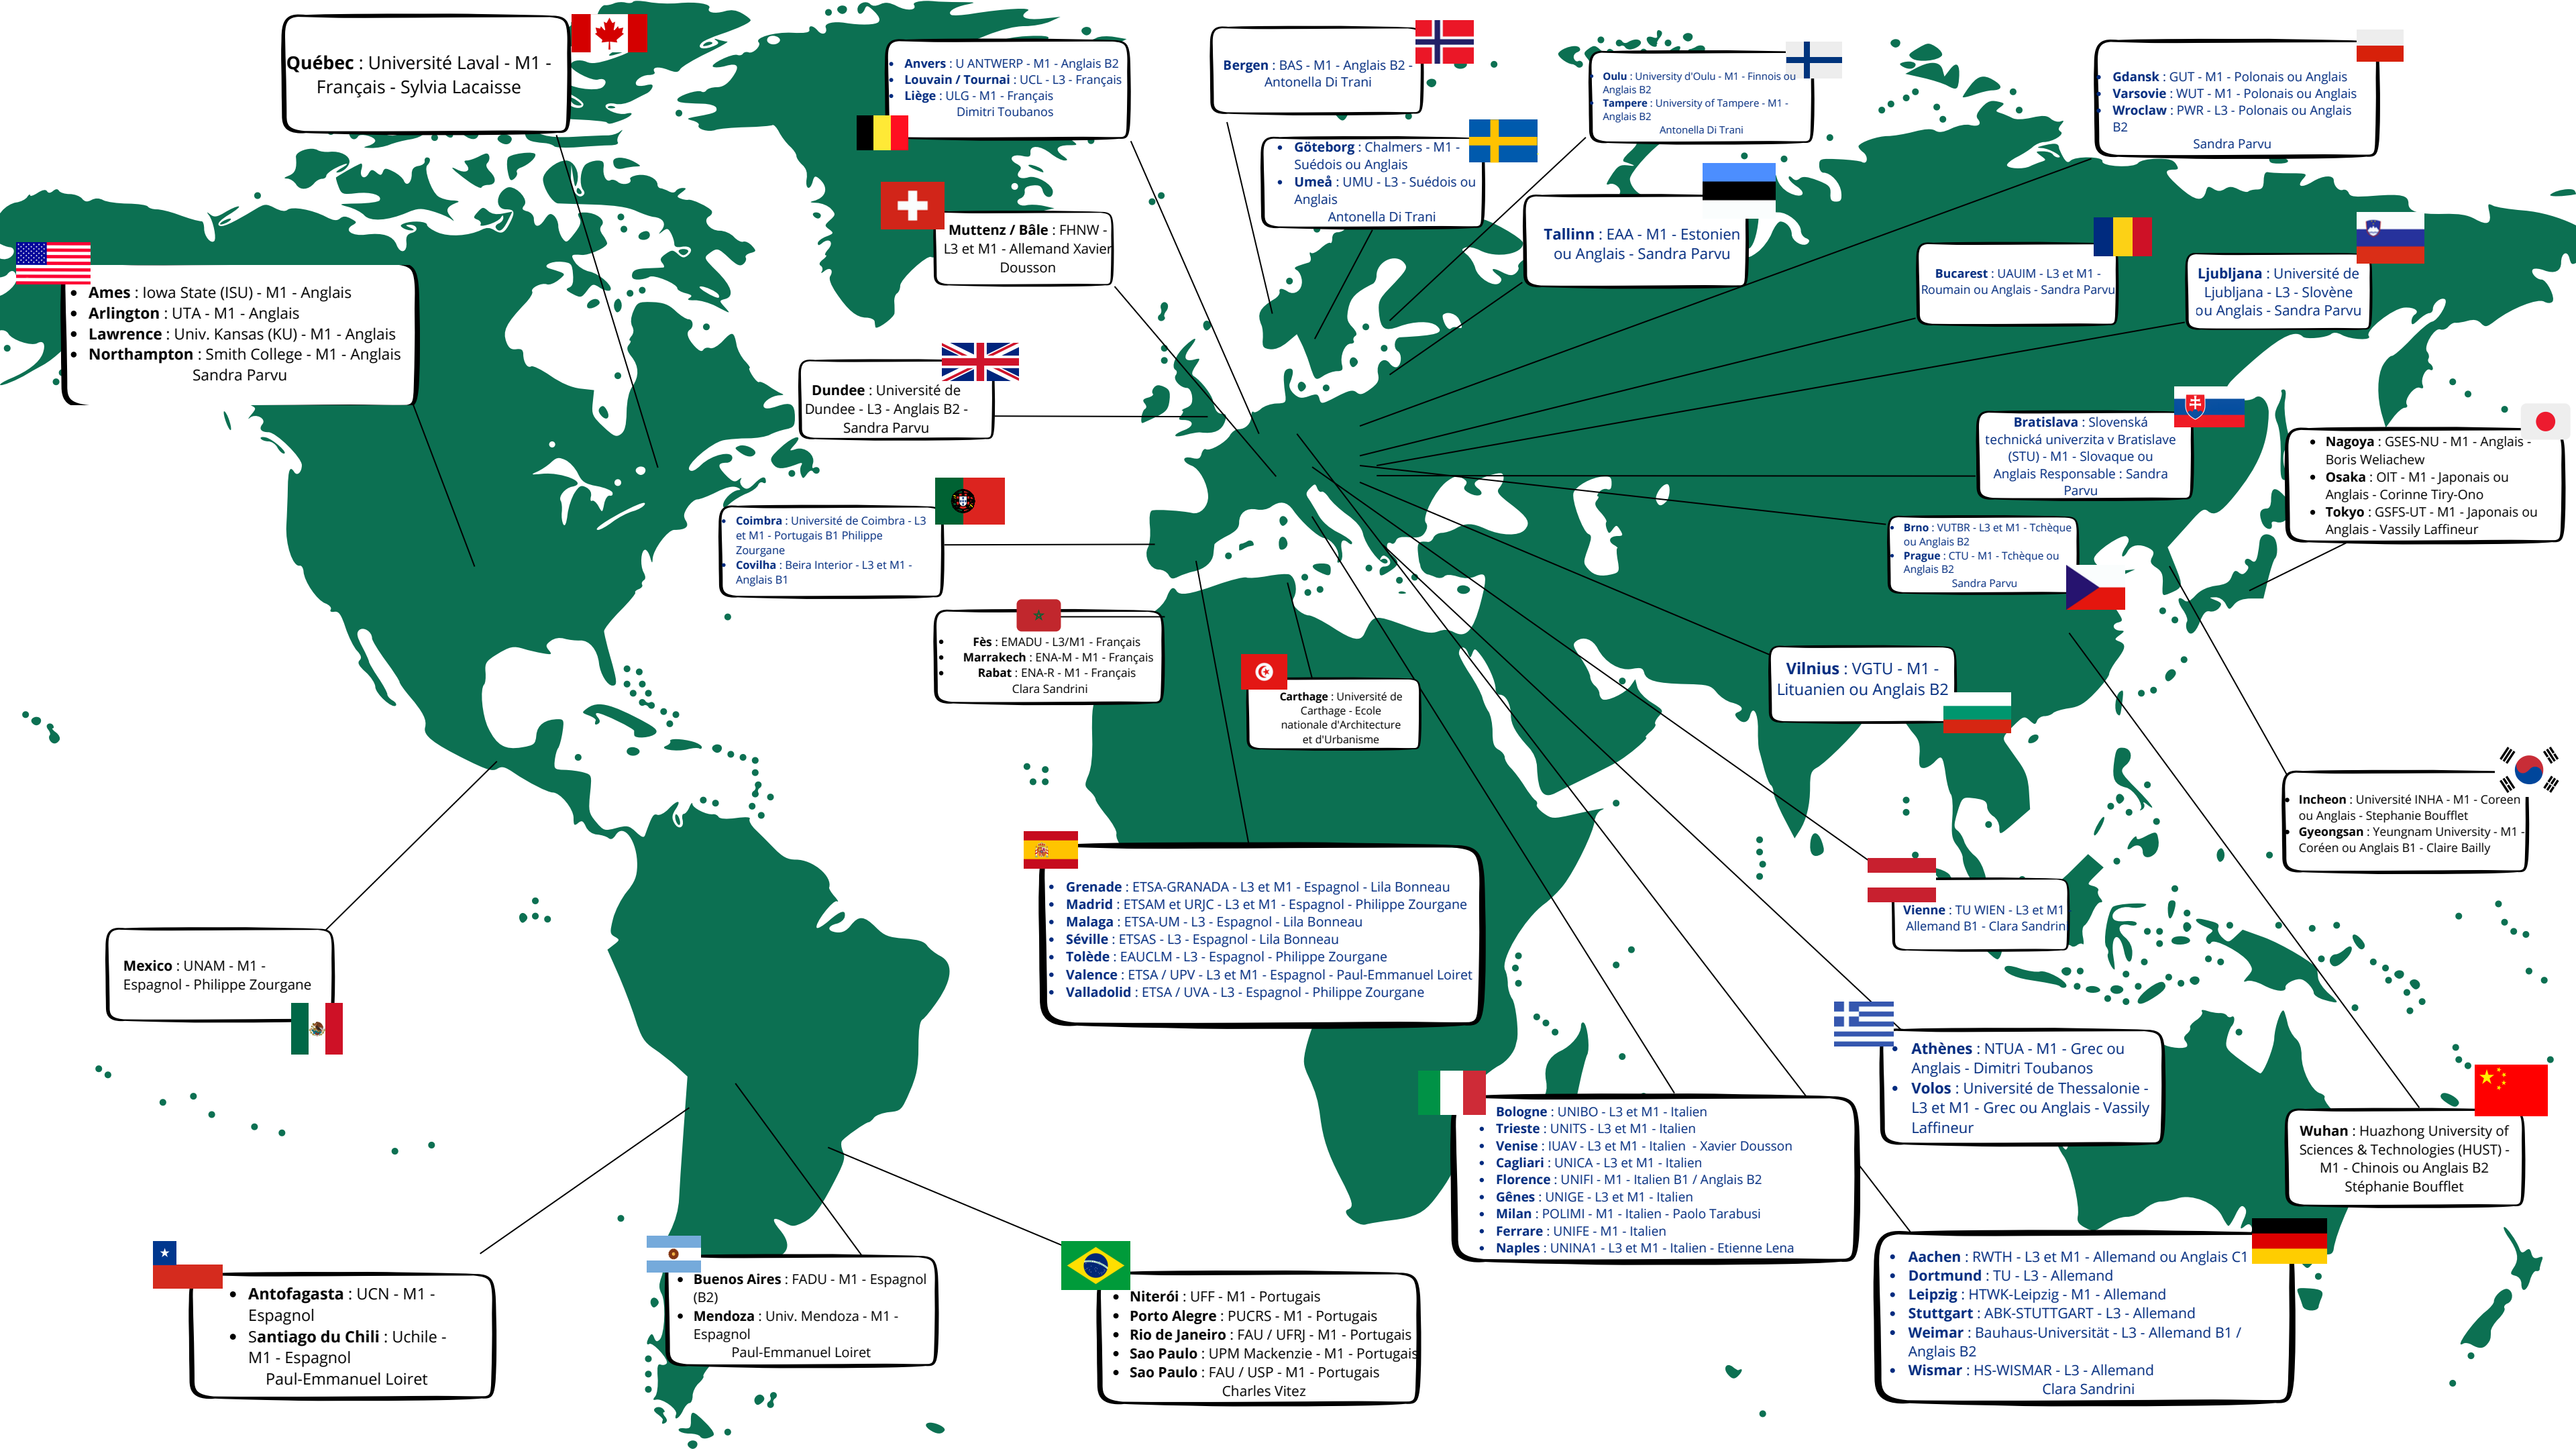 Québec : Université Laval - M1 -
Français - Sylvia Lacaisse
Anvers : U ANTWERP - M1 - Anglais B2
Louvain / Tournai : UCL - L3 - Français
Liège : ULG - M1 - Français
Dimitri Toubanos
Bergen : BAS - M1 - Anglais B2 -
Antonella Di Trani
Oulu : University d'Oulu - M1 - Finnois ou
Anglais B2
Tampere : University of Tampere - M1 -
Anglais B2
Antonella Di Trani
Gdansk : GUT - M1 - Polonais ou Anglais
Varsovie : WUT - M1 - Polonais ou Anglais
Wroclaw : PWR - L3 - Polonais ou Anglais
B2
Sandra Parvu
Göteborg : Chalmers - M1 -
Suédois ou Anglais
Umeå : UMU - L3 - Suédois ou
Anglais
Antonella Di Trani
Muttenz / Bâle : FHNW -
L3 et M1 - Allemand Xavier
Dousson
Tallinn : EAA - M1 - Estonien
ou Anglais - Sandra Parvu
Bucarest : UAUIM - L3 et M1 -
Roumain ou Anglais - Sandra Parvu
Ljubljana : Université de
Ljubljana - L3 - Slovène
ou Anglais - Sandra Parvu
Ames : Iowa State (ISU) - M1 - Anglais
Arlington : UTA - M1 - Anglais
Lawrence : Univ. Kansas (KU) - M1 - Anglais
Northampton : Smith College - M1 - Anglais
Sandra Parvu
Dundee : Université de
Dundee - L3 - Anglais B2 -
Sandra Parvu
Bratislava : Slovenská
technická univerzita v Bratislave
(STU) - M1 - Slovaque ou
Anglais Responsable : Sandra
Parvu
Nagoya : GSES-NU - M1 - Anglais -
Boris Weliachew
Osaka : OIT - M1 - Japonais ou
Anglais - Corinne Tiry-Ono
Tokyo : GSFS-UT - M1 - Japonais ou
Anglais - Vassily Laffineur
Coimbra : Université de Coimbra - L3
et M1 - Portugais B1 Philippe
Zourgane
Covilha : Beira Interior - L3 et M1 -
Anglais B1
Brno : VUTBR - L3 et M1 - Tchèque
ou Anglais B2
Prague : CTU - M1 - Tchèque ou
Anglais B2
Sandra Parvu
Fès : EMADU - L3/M1 - Français
Marrakech : ENA-M - M1 - Français
Rabat : ENA-R - M1 - Français
Clara Sandrini
Carthage : Université de
Carthage - Ecole
nationale d'Architecture
et d'Urbanisme
Vilnius : VGTU - M1 -
Lituanien ou Anglais B2
Incheon : Université INHA - M1 - Coreen
ou Anglais - Stephanie Boufflet
Gyeongsan : Yeungnam University - M1 -
Coréen ou Anglais B1 - Claire Bailly
Grenade : ETSA-GRANADA - L3 et M1 - Espagnol - Lila Bonneau
Madrid : ETSAM et URJC - L3 et M1 - Espagnol - Philippe Zourgane
Malaga : ETSA-UM - L3 - Espagnol - Lila Bonneau
Séville : ETSAS - L3 - Espagnol - Lila Bonneau
Tolède : EAUCLM - L3 - Espagnol - Philippe Zourgane
Valence : ETSA / UPV - L3 et M1 - Espagnol - Paul-Emmanuel Loiret
Valladolid : ETSA / UVA - L3 - Espagnol - Philippe Zourgane
Vienne : TU WIEN - L3 et M1
Allemand B1 - Clara Sandrin
Mexico : UNAM - M1 -
Espagnol - Philippe Zourgane
Athènes : NTUA - M1 - Grec ou
Anglais - Dimitri Toubanos
Volos : Université de Thessalonie -
L3 et M1 - Grec ou Anglais - Vassily
Laffineur
Bologne : UNIBO - L3 et M1 - Italien
Trieste : UNITS - L3 et M1 - Italien
Venise : IUAV - L3 et M1 - Italien - Xavier Dousson
Cagliari : UNICA - L3 et M1 - Italien
Florence : UNIFI - M1 - Italien B1 / Anglais B2
Gênes : UNIGE - L3 et M1 - Italien
Milan : POLIMI - M1 - Italien - Paolo Tarabusi
Ferrare : UNIFE - M1 - Italien
Naples : UNINA1 - L3 et M1 - Italien - Etienne Lena
Wuhan : Huazhong University of
Sciences & Technologies (HUST) -
M1 - Chinois ou Anglais B2
Stéphanie Boufflet
Antofagasta : UCN - M1 -
Espagnol
Santiago du Chili : Uchile -
M1 - Espagnol
Paul-Emmanuel Loiret
Buenos Aires : FADU - M1 - Espagnol
(B2)
Mendoza : Univ. Mendoza - M1 -
Espagnol
Paul-Emmanuel Loiret
Niterói : UFF - M1 - Portugais
Porto Alegre : PUCRS - M1 - Portugais
Rio de Janeiro : FAU / UFRJ - M1 - Portugais
Sao Paulo : UPM Mackenzie - M1 - Portugais
Sao Paulo : FAU / USP - M1 - Portugais
Charles Vitez
Aachen : RWTH - L3 et M1 - Allemand ou Anglais C1
Dortmund : TU - L3 - Allemand
Leipzig : HTWK-Leipzig - M1 - Allemand
Stuttgart : ABK-STUTTGART - L3 - Allemand
Weimar : Bauhaus-Universität - L3 - Allemand B1 /
Anglais B2
Wismar : HS-WISMAR - L3 - Allemand
Clara Sandrini